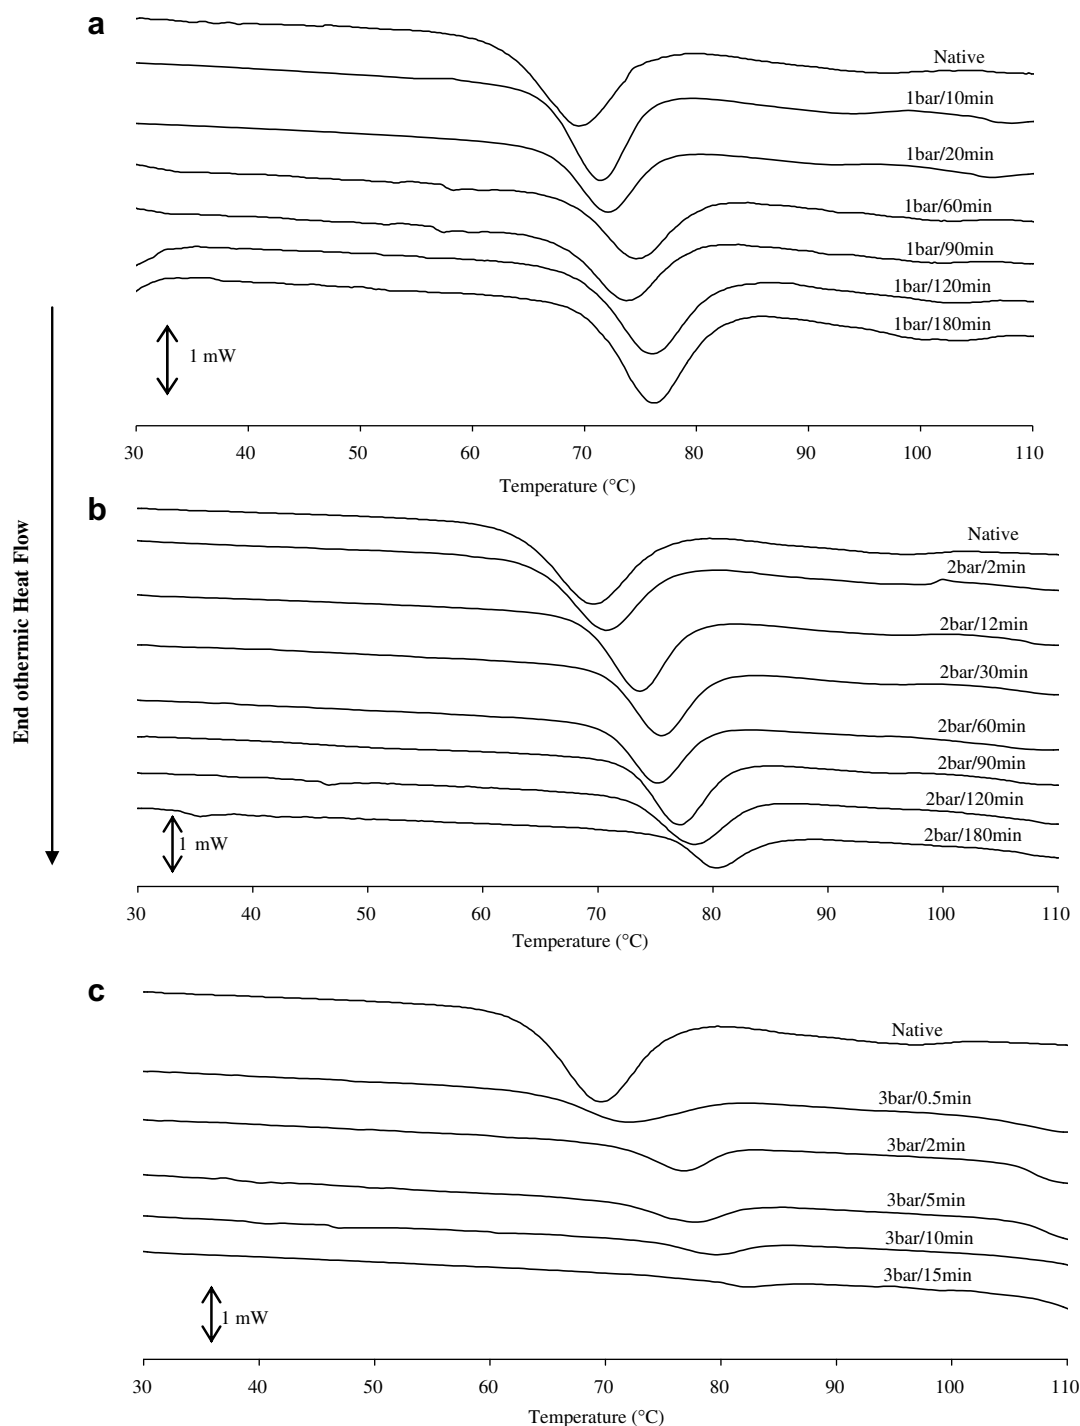 a
Native
1bar/10min
1bar/20min
1bar/60min
1bar/90min
1bar/120min
1bar/180min
1 mW
30 40 50 60 70 80 90 100 110
Temperature (°C)
End othermic Heat Flow
b
Native
2bar/2min
2bar/12min
2bar/30min
2bar/60min
2bar/90min
2bar/120min
2bar/180min
1 mW
30 40 50 60 70 80 90 100 110
Temperature (°C)
c
Native
3bar/0.5min
3bar/2min
3bar/5min
3bar/10min
3bar/15min
1 mW
30 40 50 60 70 80 90 100 110
Temperature (°C)